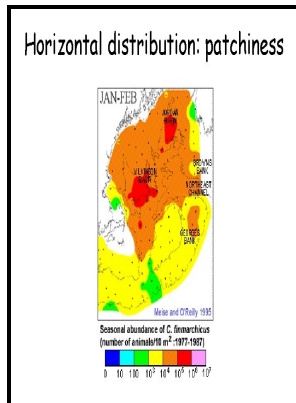 Horizontal distribution: patchiness
JAN-FEB
JORDAN
BASIN
WILKINSON
BASIN
BROWNS
BANK
NORTHEAST
CHANNEL
GEORGES
BANK
Meise and O'Reilly 1995
Seasonal abundance of C. finmarchicus
(number of animals/10 m² :1977-1987)
0 10 100 10³ 10⁴ 10⁵ 10⁶ 10⁷